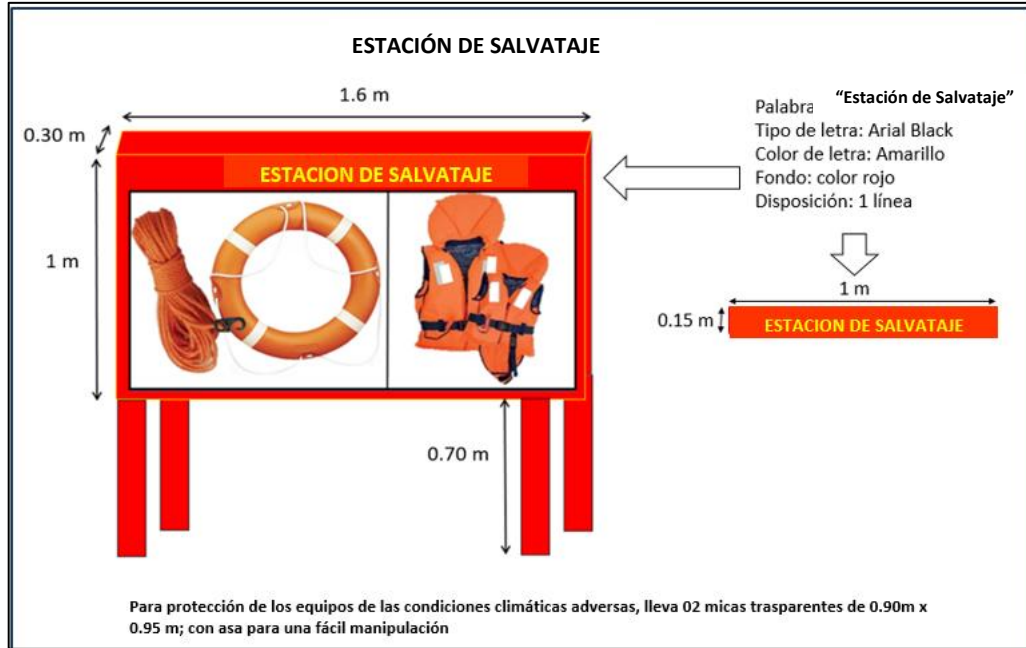 ESTACIÓN DE SALVATAJE
1.6 m
0.30 m
1 m
ESTACION DE SALVATAJE
0.70 m
Palabra “Estación de Salvataje”
Tipo de letra: Arial Black
Color de letra: Amarillo
Fondo: color rojo
Disposición: 1 línea
1 m
0.15 m
ESTACION DE SALVATAJE
Para protección de los equipos de las condiciones climáticas adversas, lleva 02 micas trasparentes de 0.90m x
0.95 m; con asa para una fácil manipulación